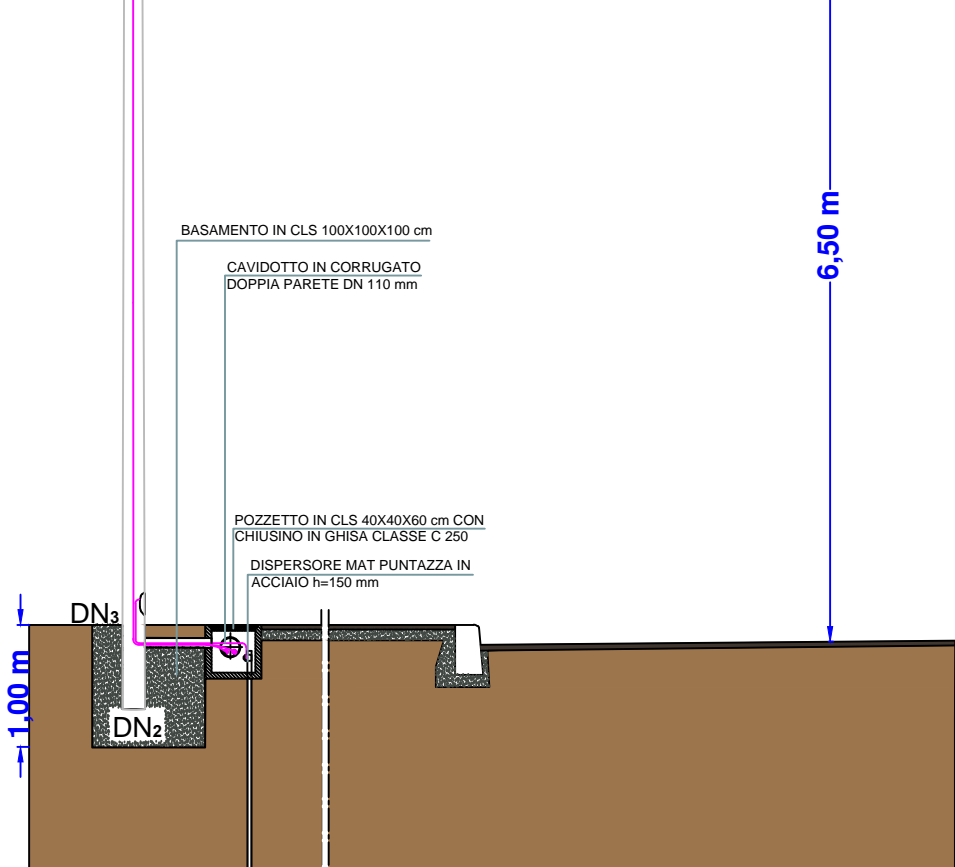 6,50 m
BASAMENTO IN CLS 100X100X100 cm
CAVIDOTTO IN CORRUGATO
DOPPIA PARETE DN 110 mm
POZZETTO IN CLS 40X40X60 cm CON
CHIUSINO IN GHISA CLASSE C 250
DISPERSORE MAT PUNTAZZA IN
ACCIAIO h=150 mm
DN3
1,00 m
DN2